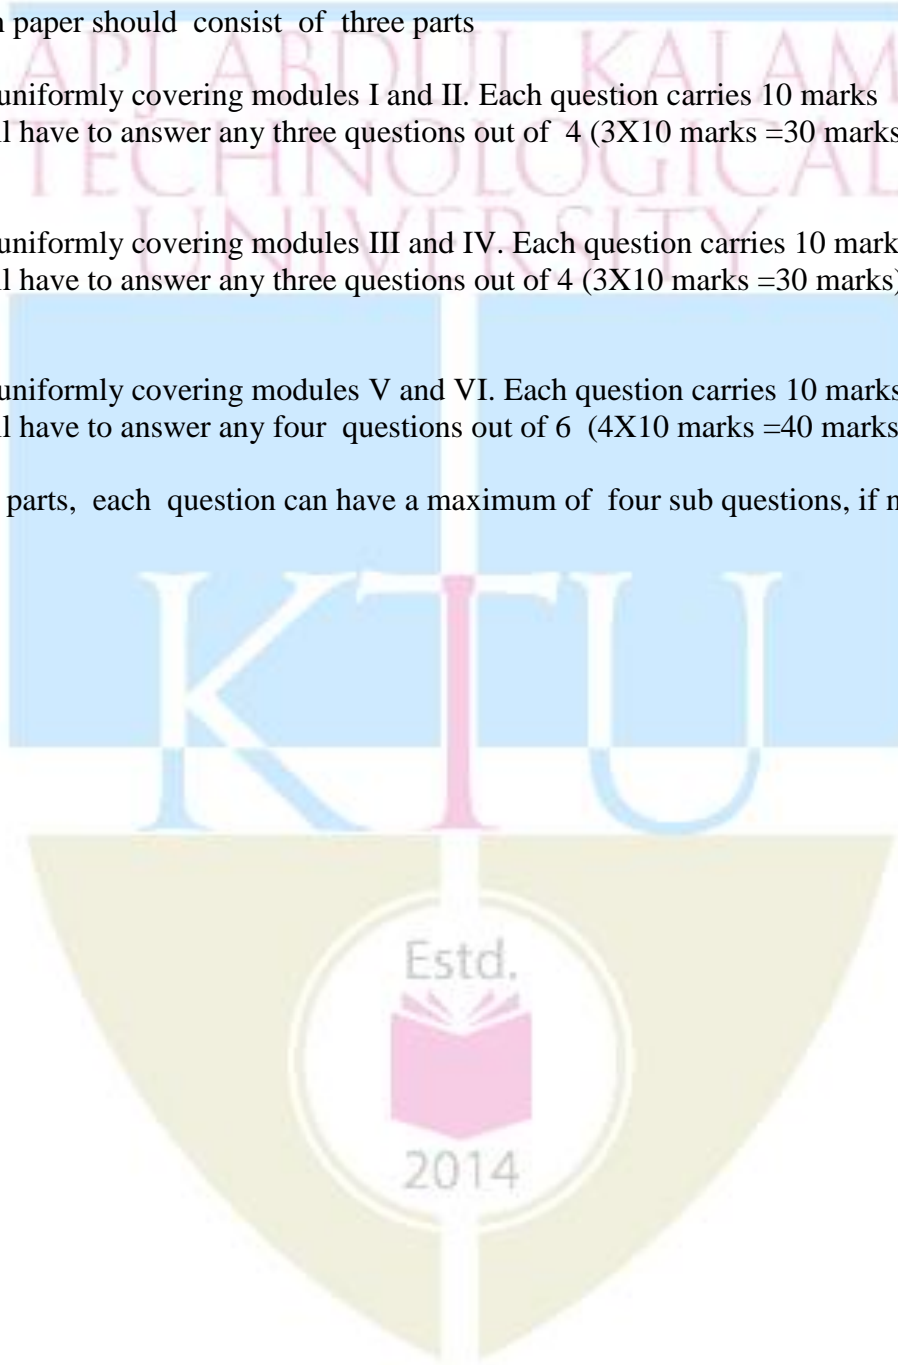 n paper should consist of three parts
APJ ABDUL KALAM
uniformly covering modules I and II. Each question carries 10 marks
ll have to answer any three questions out of 4 (3X10 marks =30 marks
TECHNOLOGICAL
UNIVERSITY
uniformly covering modules III and IV. Each question carries 10 mark
ll have to answer any three questions out of 4 (3X10 marks =30 marks)
uniformly covering modules V and VI. Each question carries 10 marks
ll have to answer any four questions out of 6 (4X10 marks =40 marks
parts, each question can have a maximum of four sub questions, if n
KTU
Estd.
2014